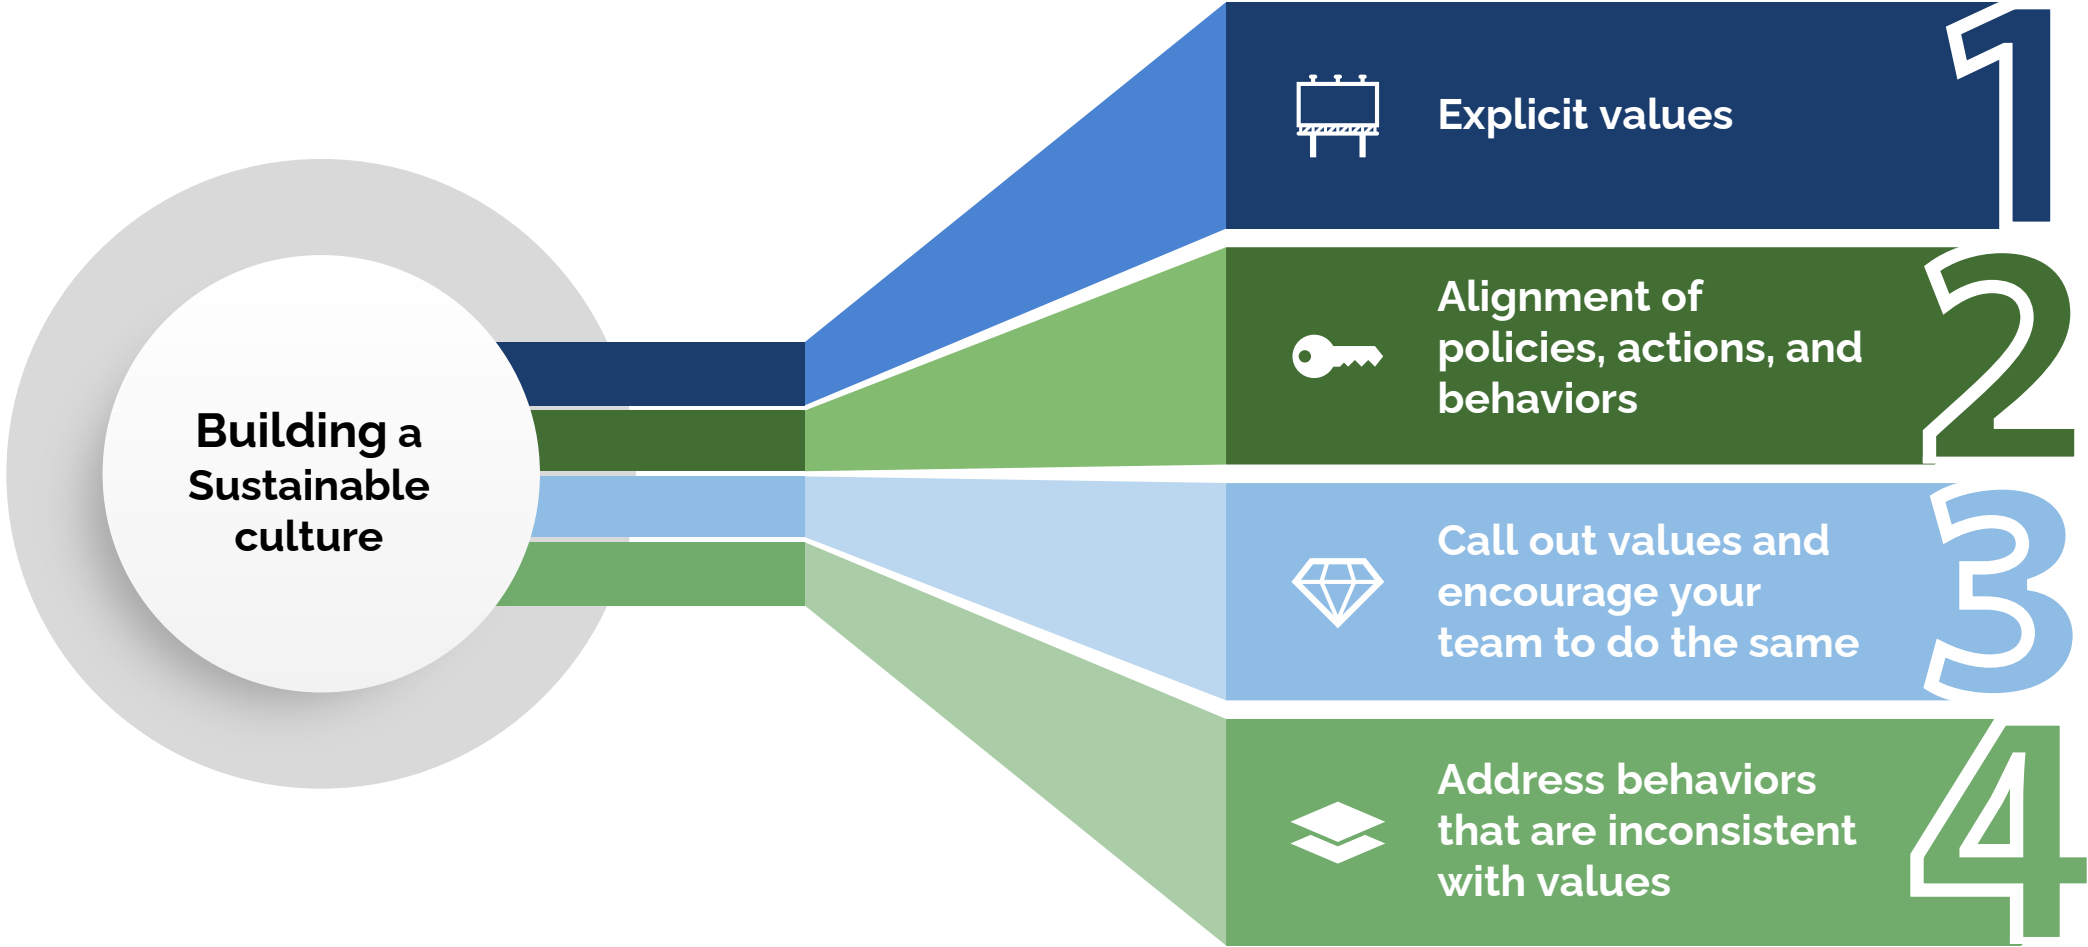 Building a
Sustainable
culture
Explicit values
1
Alignment of
policies, actions, and
behaviors
2
Call out values and
encourage your
team to do the same
3
Address behaviors
that are inconsistent
with values
4